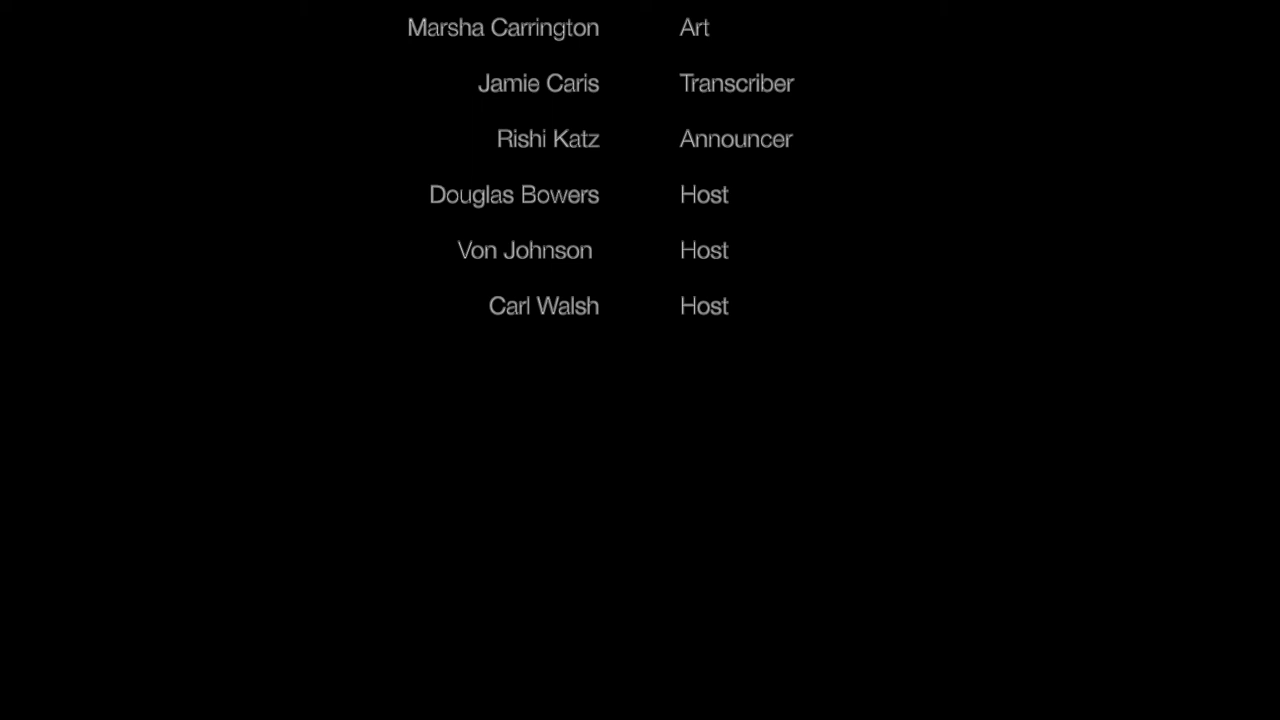 Marsha Carrington Art
Jamie Caris Transcriber
Rishi Katz Announcer
Douglas Bowers Host
Von Johnson Host
Carl Walsh Host